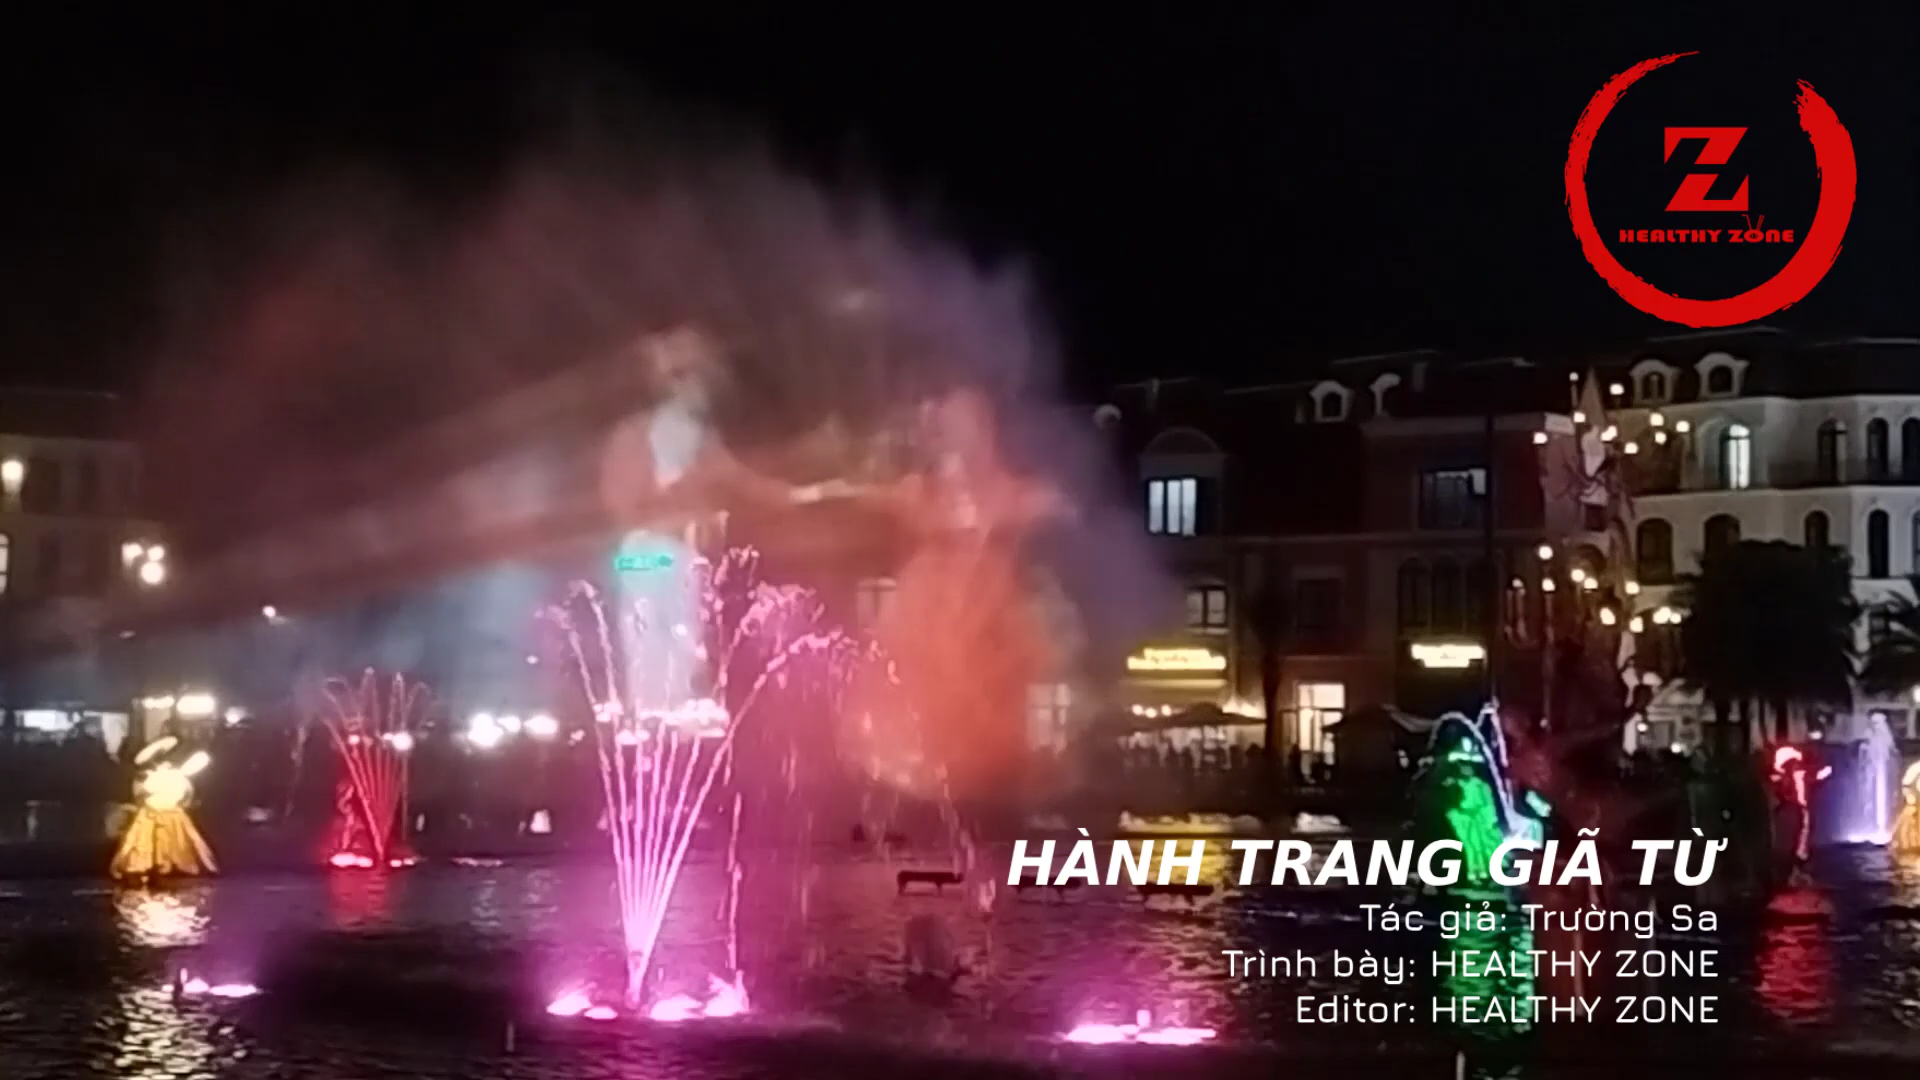 Z
HEALTHY ZONE
HÀNH TRANG GIÃ TỪ
Tác giả: Trường Sa
Trình bày: HEALTHY ZONE
Editor: HEALTHY ZONE